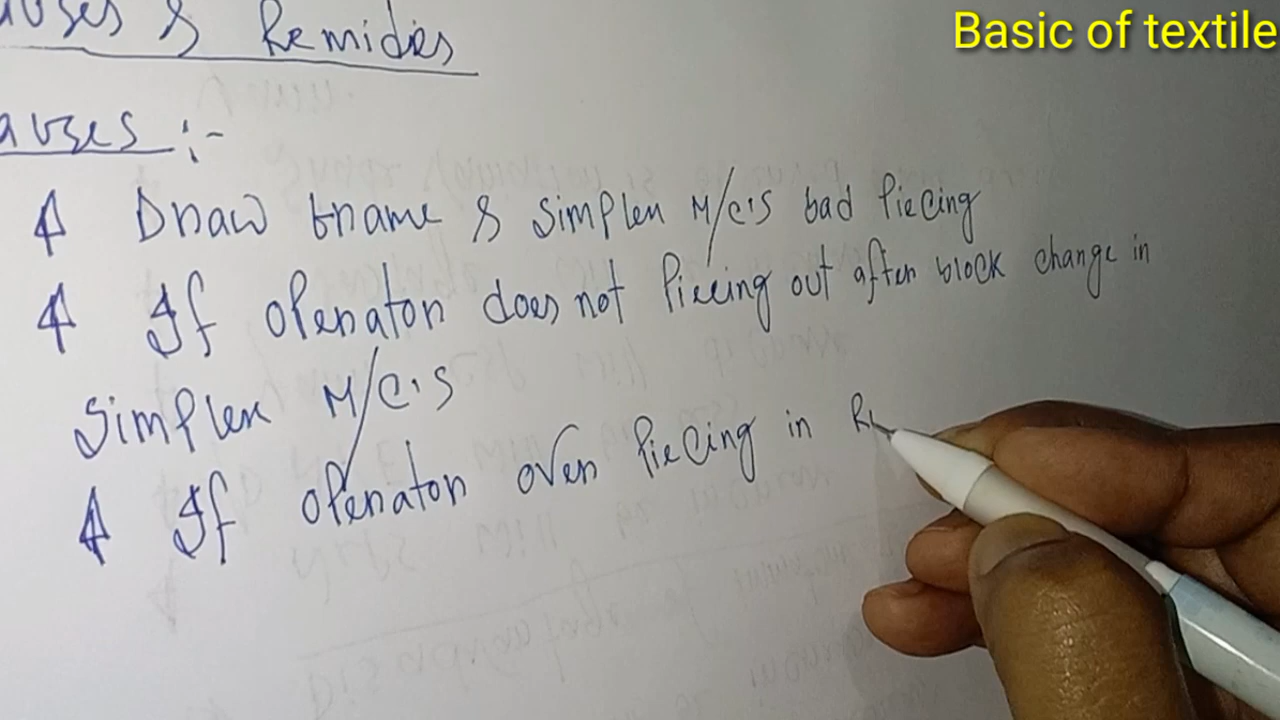 Basic of textile
auses & Remidies
auses :-
Draw frame & Simplex M/C's bad Piecing
If operator does not Piecing out after block change in
Simplex M/C's
If operator over Piecing in